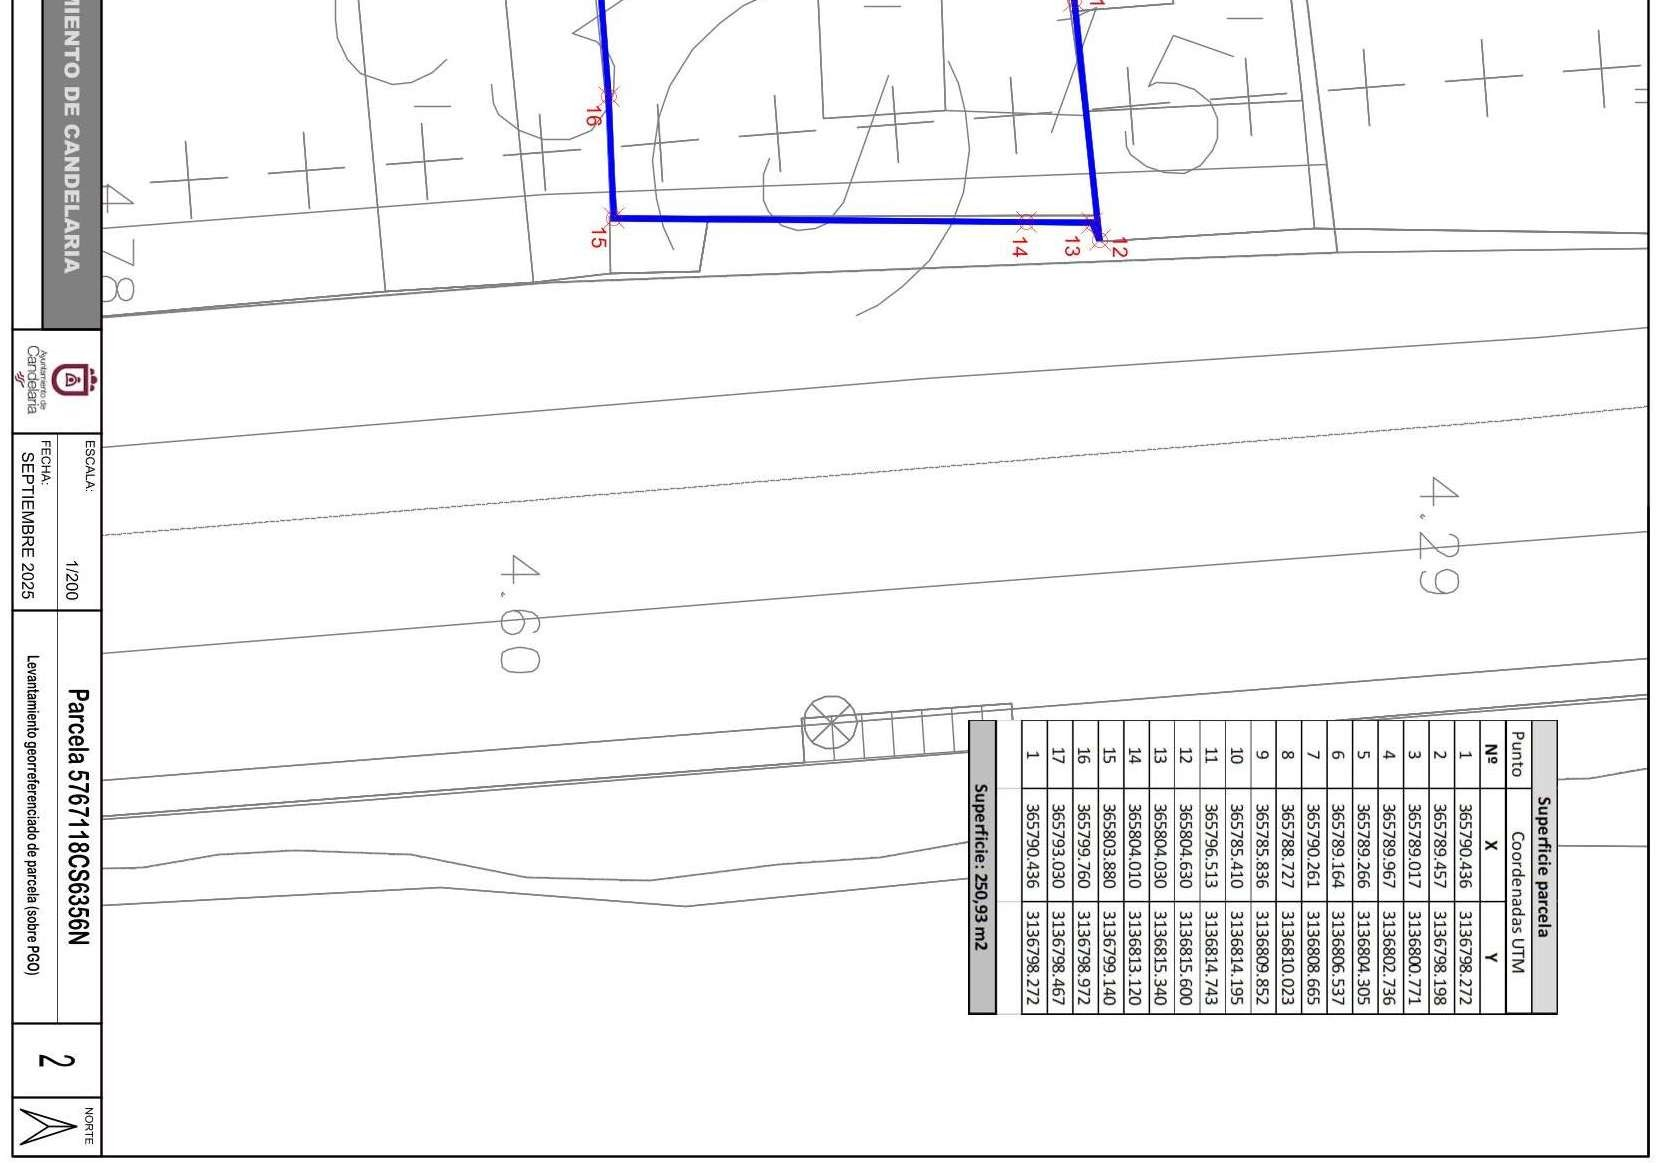 MIENTO DE CANDELARIA
Ayuntamiento de
Candelaria
ESCALA:
1/200
FECHA:
SEPTIEMBRE 2025
Parcela 5767118CS6356N
Levantamiento georreferenciado de parcela (sobre PGO)
2
NORTE
4
78
16
15
14
13
12
1
4.29
4.60
Superficie parcela
Punto Coordenadas UTM
Nº X Y
1 365790.436 3136798.272
2 365789.457 3136798.198
3 365789.017 3136800.771
4 365789.967 3136802.736
5 365789.266 3136804.305
6 365789.164 3136806.537
7 365790.261 3136808.665
8 365788.727 3136810.023
9 365785.836 3136809.852
10 365785.410 3136814.195
11 365796.513 3136814.743
12 365804.630 3136815.600
13 365804.030 3136815.340
14 365804.010 3136813.120
15 365803.880 3136799.140
16 365799.760 3136798.972
17 365793.030 3136798.467
1 365790.436 3136798.272
Superficie: 250,93 m2